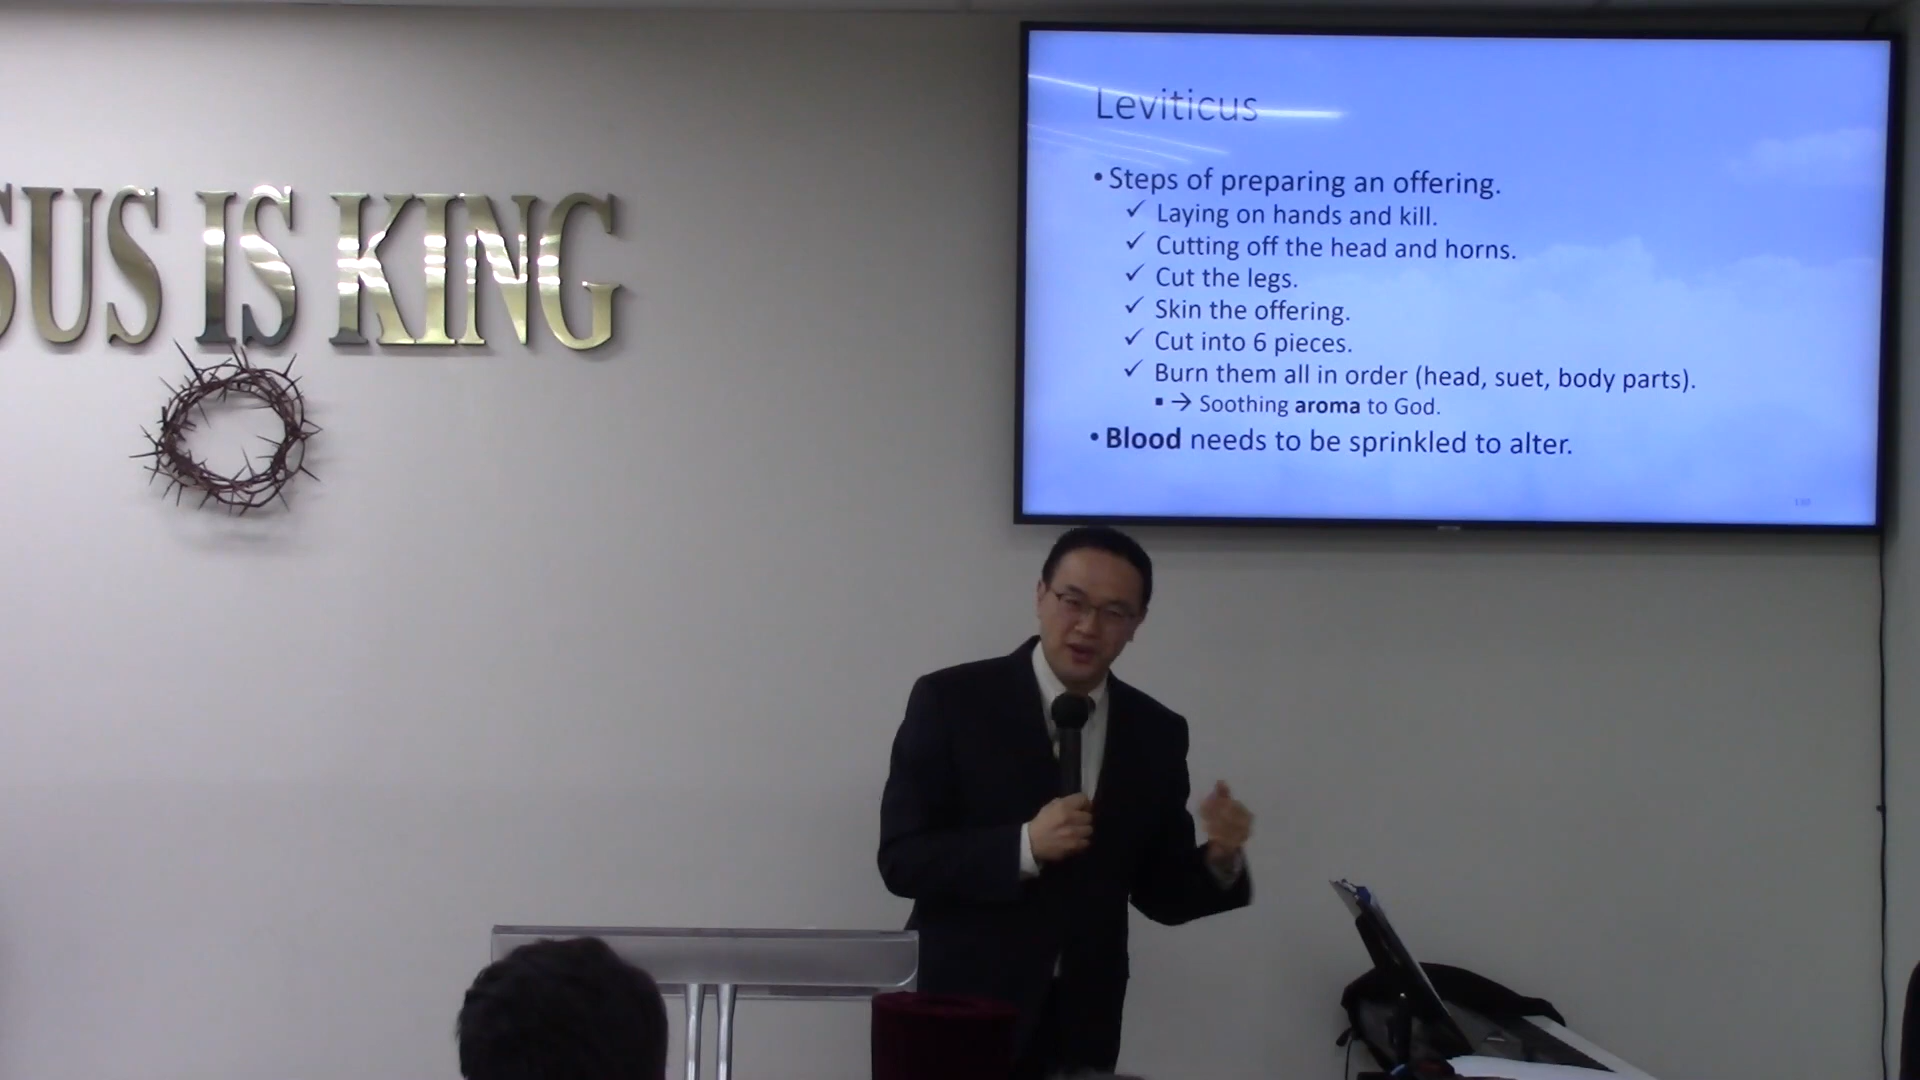 SUS IS KING
Leviticus
• Steps of preparing an offering.
✓ Laying on hands and kill.
✓ Cutting off the head and horns.
✓ Cut the legs.
✓ Skin the offering.
✓ Cut into 6 pieces.
✓ Burn them all in order (head, suet, body parts).
▪ → Soothing aroma to God.
• Blood needs to be sprinkled to alter.